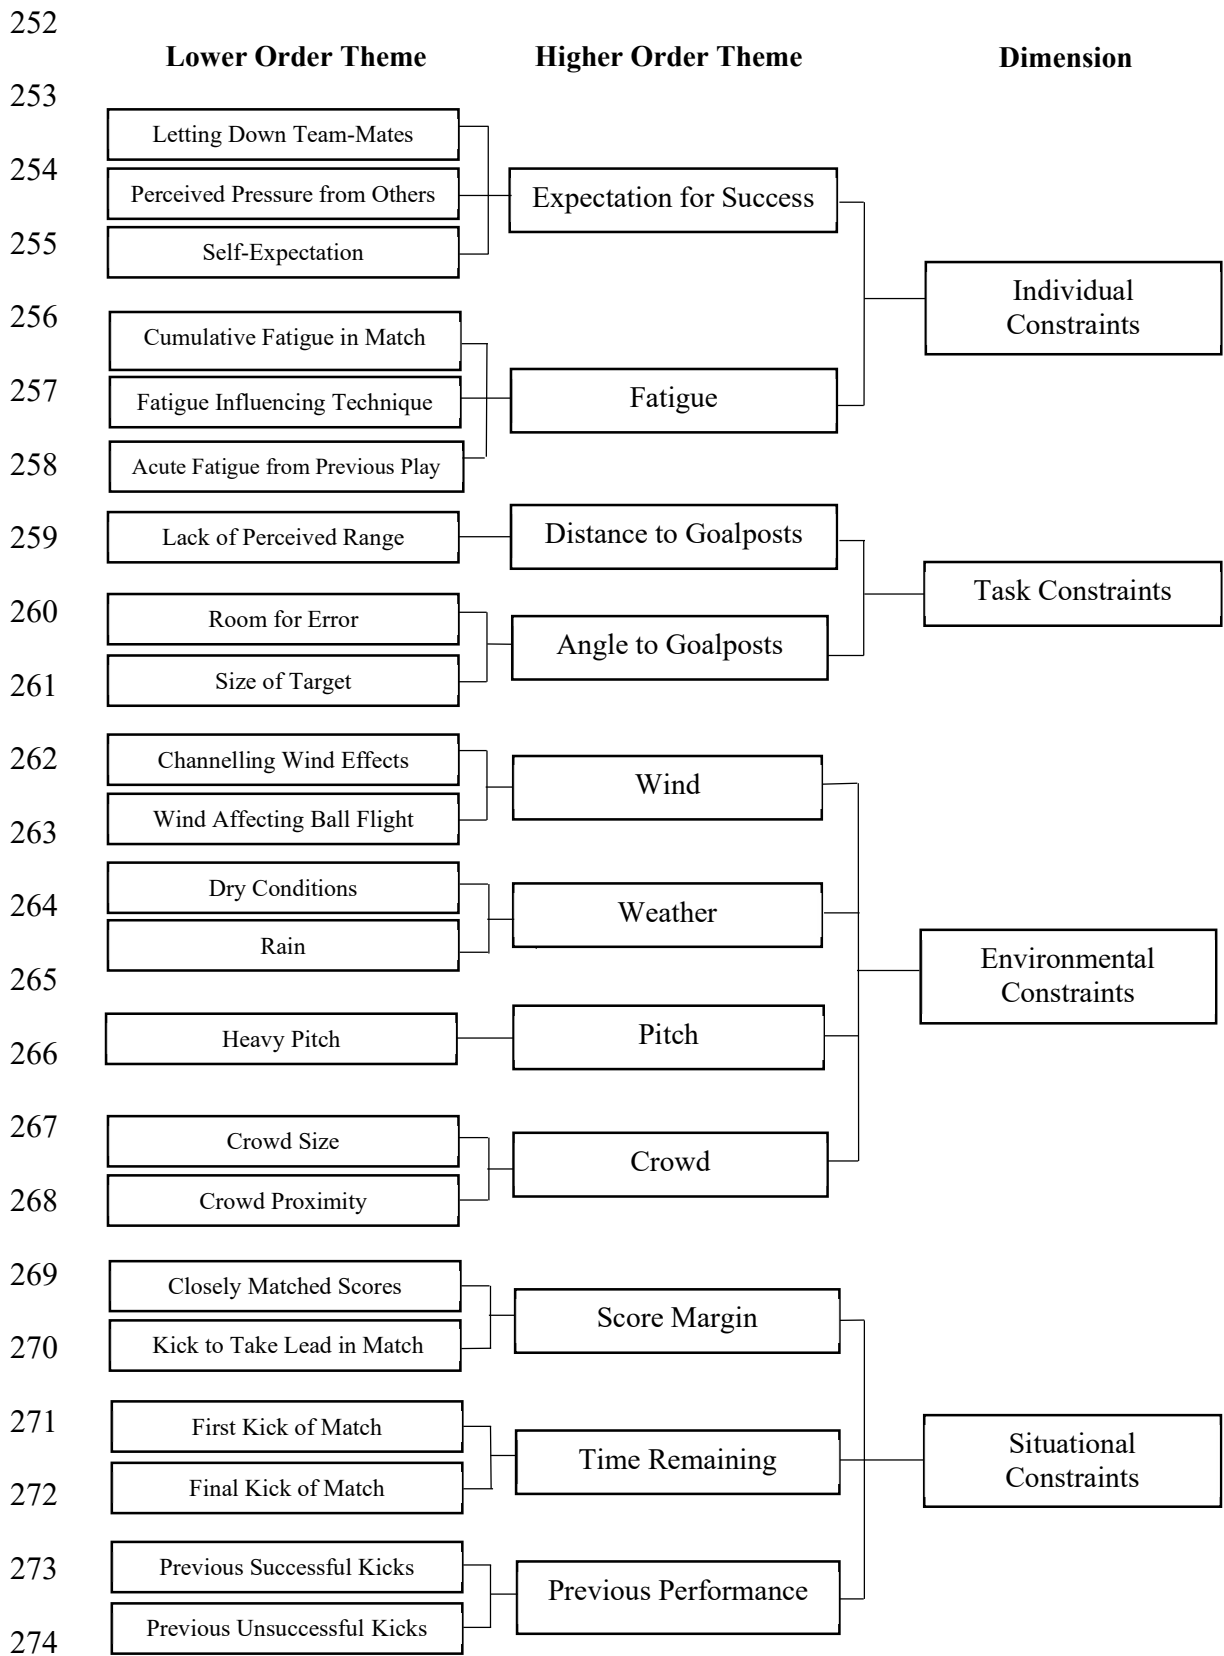 252
Lower Order Theme Higher Order Theme Dimension
253
Letting Down Team-Mates
254
Perceived Pressure from Others
Expectation for Success
255
Self-Expectation
Individual
Constraints
256
Cumulative Fatigue in Match
257
Fatigue Influencing Technique
Fatigue
258
Acute Fatigue from Previous Play
259
Lack of Perceived Range
Distance to Goalposts
Task Constraints
260
Room for Error
Angle to Goalposts
261
Size of Target
262
Channelling Wind Effects
Wind
263
Wind Affecting Ball Flight
264
Dry Conditions
Weather
Rain
265
Environmental
Constraints
266
Heavy Pitch
Pitch
267
Crowd Size
Crowd
268
Crowd Proximity
269
Closely Matched Scores
Score Margin
270
Kick to Take Lead in Match
271
First Kick of Match
Time Remaining
Situational
Constraints
272
Final Kick of Match
273
Previous Successful Kicks
Previous Performance
274
Previous Unsuccessful Kicks